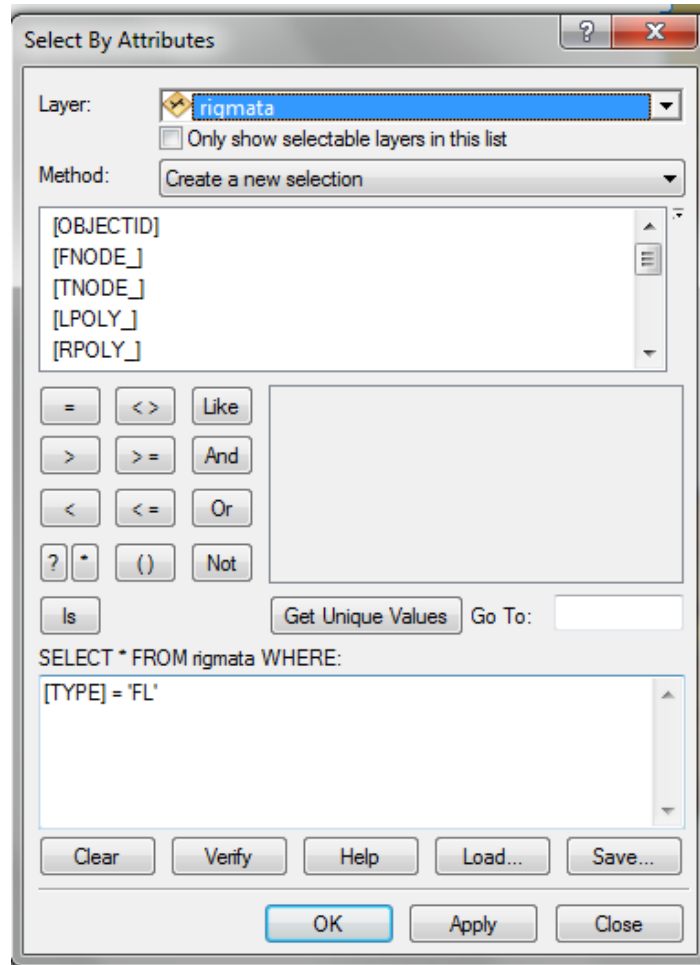 Select By Attributes
? X
Layer: rigmata
Only show selectable layers in this list
Method: Create a new selection
[OBJECTID]
[FNODE_]
[TNODE_]
[LPOLY_]
[RPOLY_]
= < > Like
> > = And
< < = Or
? * ( ) Not
Is Get Unique Values Go To:
SELECT * FROM rigmata WHERE:
[TYPE] = 'FL'
Clear Verify Help Load... Save...
OK Apply Close